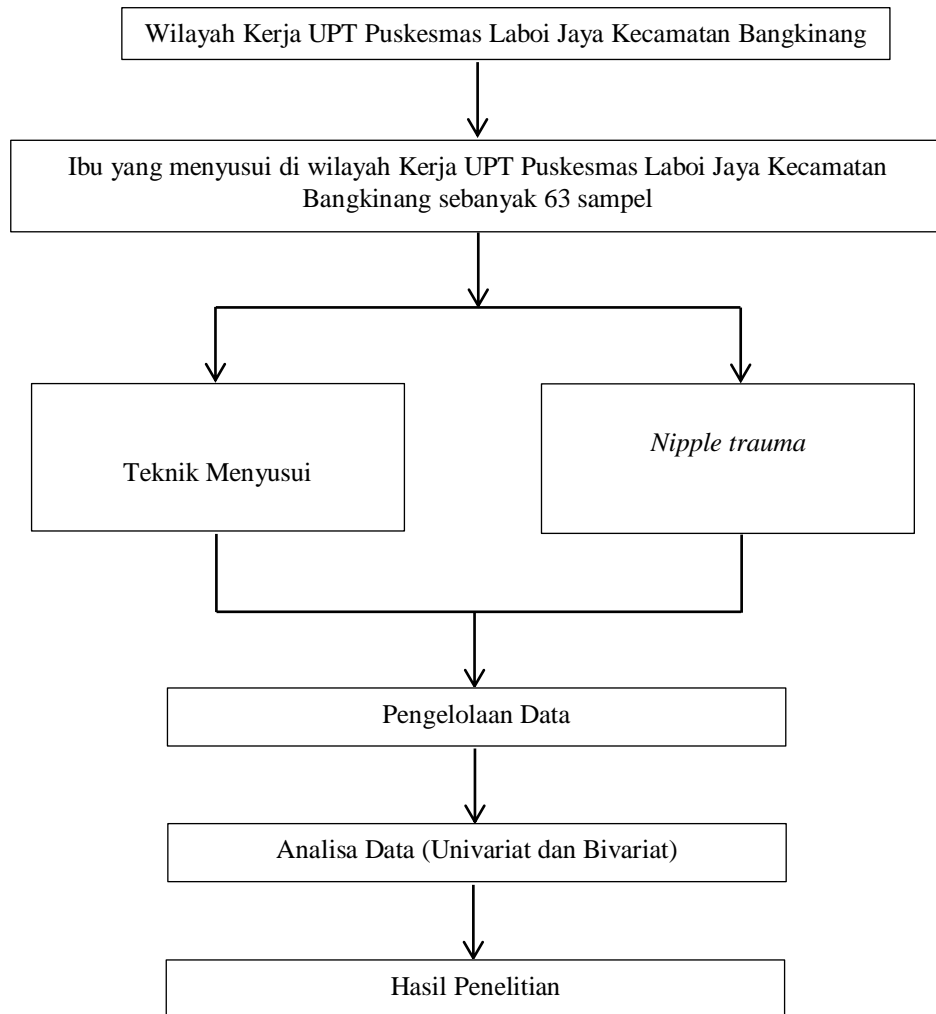 Wilayah Kerja UPT Puskesmas Laboi Jaya Kecamatan Bangkinang
Ibu yang menyusui di wilayah Kerja UPT Puskesmas Laboi Jaya Kecamatan
Bangkinang sebanyak 63 sampel
Teknik Menyusui
Nipple trauma
Pengelolaan Data
Analisa Data (Univariat dan Bivariat)
Hasil Penelitian